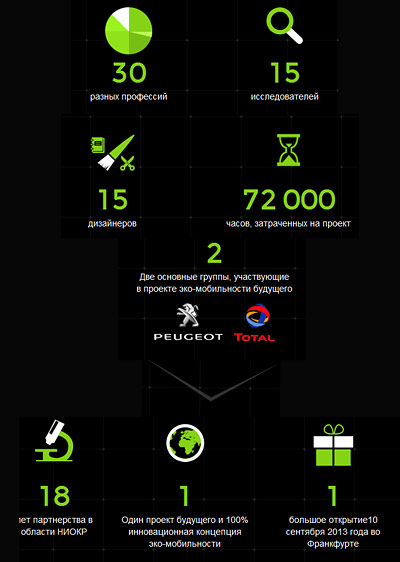 30
15
разных профессий
исследователей
15
72 000
дизайнеров
часов, затраченных на проект
2
Две основные группы, участвующие
в проекте эко-мобильности будущего
PEUGEOT
TOTAL
18
лет партнерства в
области НИОКР
1
Один проект будущего и 100%
инновационная концепция
эко-мобильности
1
большое открытие10
сентября 2013 года во
Франкфурте